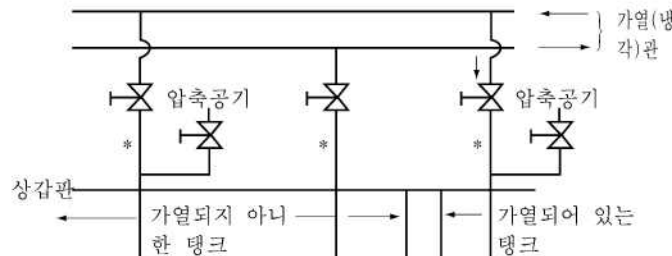 가열(냉
각)관
압축공기
압축공기
*
*
*
상갑판
가열되지 아니
한 탱크
가열되어 있는
탱크